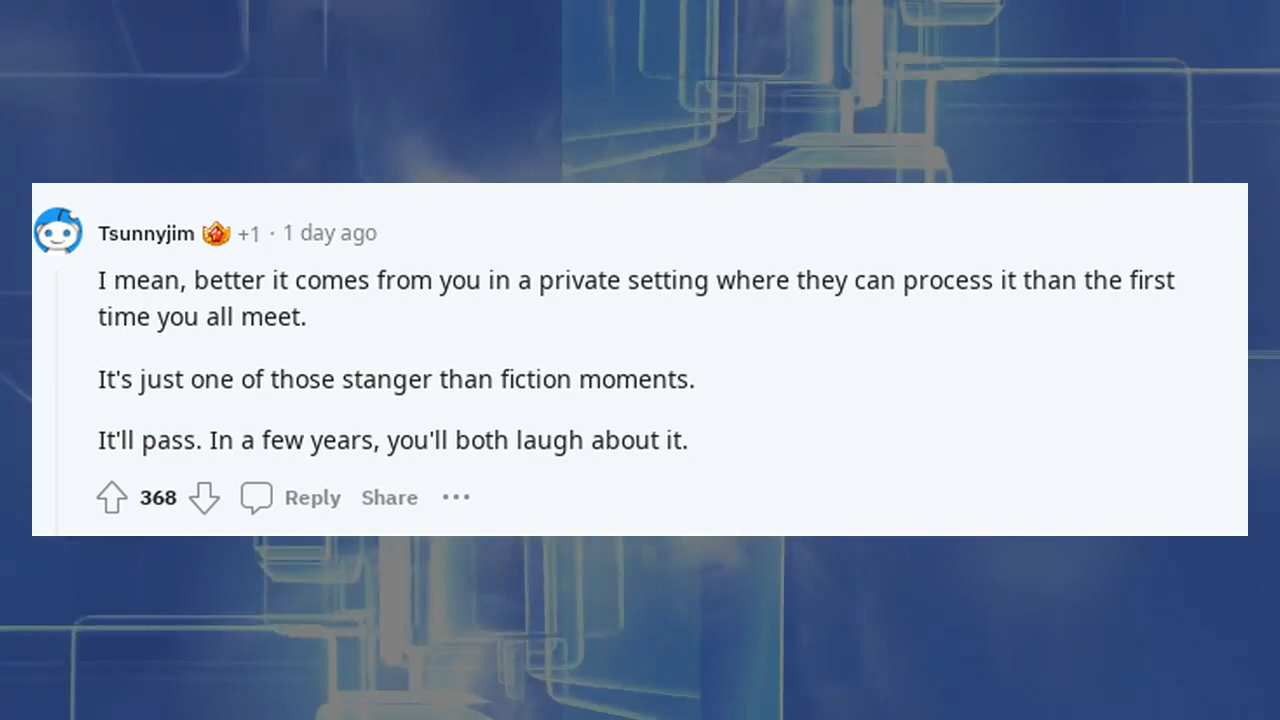 Tsunnyjim +1 · 1 day ago
I mean, better it comes from you in a private setting where they can process it than the first
time you all meet.
It's just one of those stanger than fiction moments.
It'll pass. In a few years, you'll both laugh about it.
368 Reply Share ···